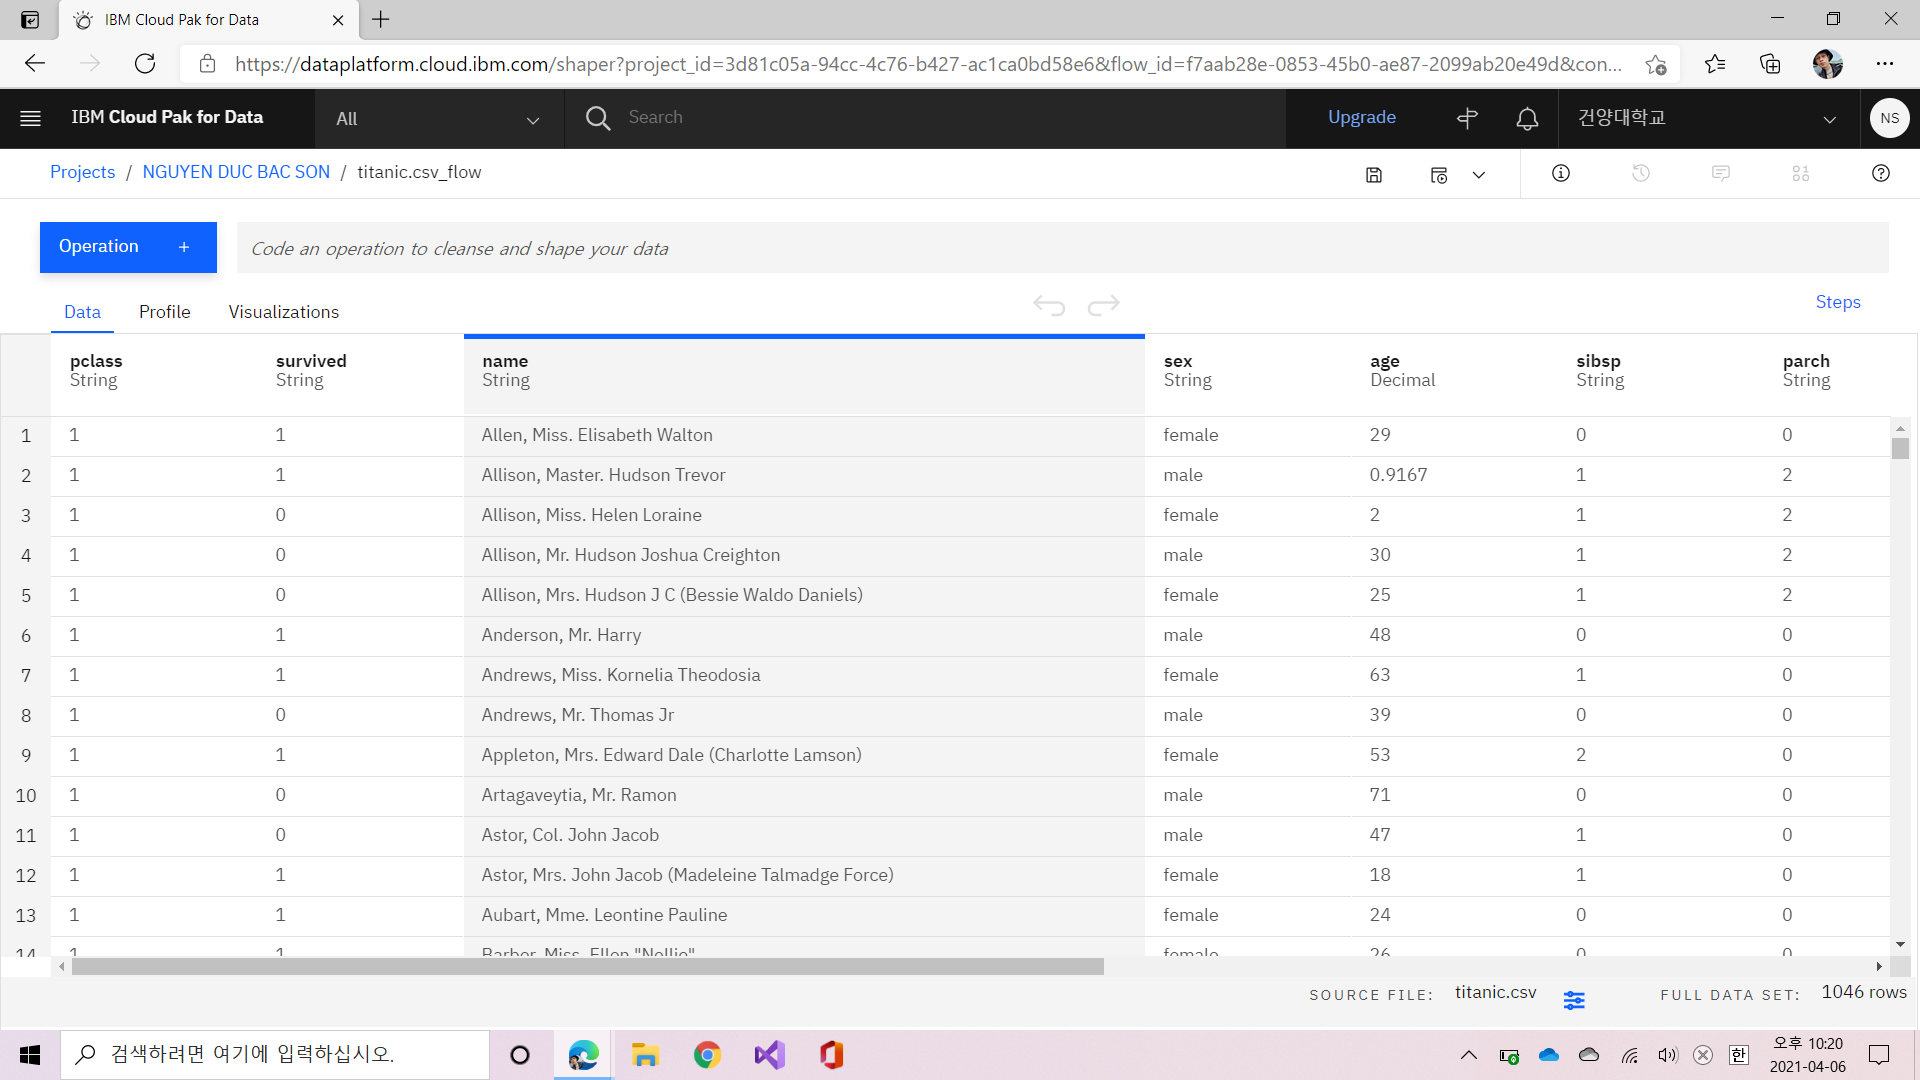 IBM Cloud Pak for Data
https://dataplatform.cloud.ibm.com/shaper?project_id=3d81c05a-94cc-4c76-b427-ac1ca0bd58e6&flow_id=f7aab28e-0853-45b0-ae87-2099ab20e49d&con...
IBM Cloud Pak for Data All Search Upgrade 건양대학교 NS
Projects / NGUYEN DUC BAC SON / titanic.csv_flow
Operation + Code an operation to cleanse and shape your data
Data Profile Visualizations Steps
pclass survived name sex age sibsp parch
String String String String Decimal String String
1 1 1 Allen, Miss. Elisabeth Walton female 29 0 0
2 1 1 Allison, Master. Hudson Trevor male 0.9167 1 2
3 1 0 Allison, Miss. Helen Loraine female 2 1 2
4 1 0 Allison, Mr. Hudson Joshua Creighton male 30 1 2
5 1 0 Allison, Mrs. Hudson J C (Bessie Waldo Daniels) female 25 1 2
6 1 1 Anderson, Mr. Harry male 48 0 0
7 1 1 Andrews, Miss. Kornelia Theodosia female 63 1 0
8 1 0 Andrews, Mr. Thomas Jr male 39 0 0
9 1 1 Appleton, Mrs. Edward Dale (Charlotte Lamson) female 53 2 0
10 1 0 Artagaveytia, Mr. Ramon male 71 0 0
11 1 0 Astor, Col. John Jacob male 47 1 0
12 1 1 Astor, Mrs. John Jacob (Madeleine Talmadge Force) female 18 1 0
13 1 1 Aubart, Mme. Leontine Pauline female 24 0 0
14 1 1 Barber, Miss. Ellen "Nellie" female 26 0 0
SOURCE FILE: titanic.csv FULL DATA SET: 1046 rows
검색하려면 여기에 입력하십시오. 한 오후 10:20
2021-04-06